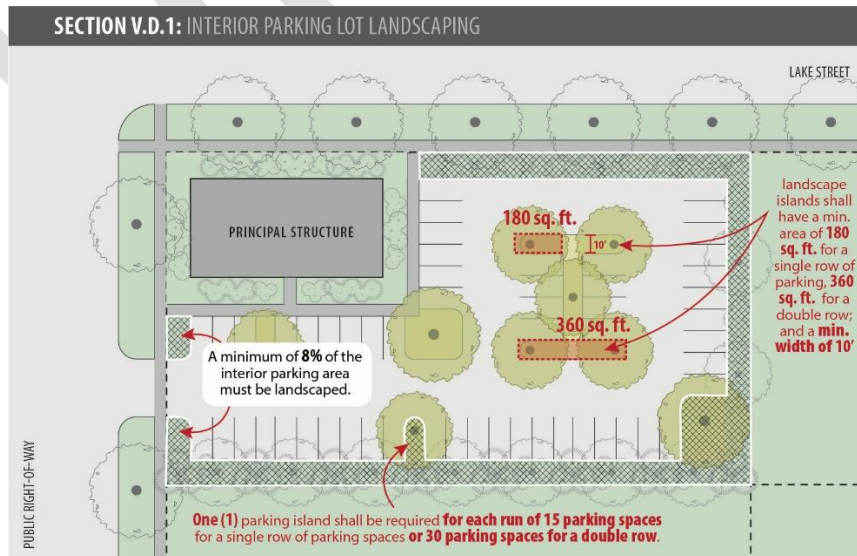 SECTION V.D.1: INTERIOR PARKING LOT LANDSCAPING
LAKE STREET
180 sq. ft.
10'
PRINCIPAL STRUCTURE
landscape
islands shall
have a min.
area of 180
sq. ft. for a
single row of
parking, 360
sq. ft. for a
double row;
and a min.
width of 10'
360 sq. ft.
A minimum of 8% of the
interior parking area
must be landscaped.
PUBLIC RIGHT-OF-WAY
One (1) parking island shall be required for each run of 15 parking spaces
for a single row of parking spaces or 30 parking spaces for a double row.